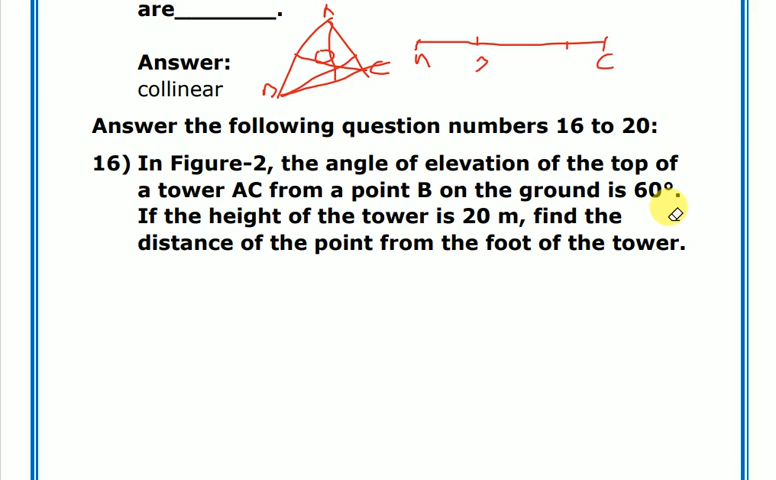 are________.
A
Answer:
A
C
collinear
B
C
Answer the following question numbers 16 to 20:
16) In Figure-2, the angle of elevation of the top of
a tower AC from a point B on the ground is 60°.
If the height of the tower is 20 m, find the
distance of the point from the foot of the tower.